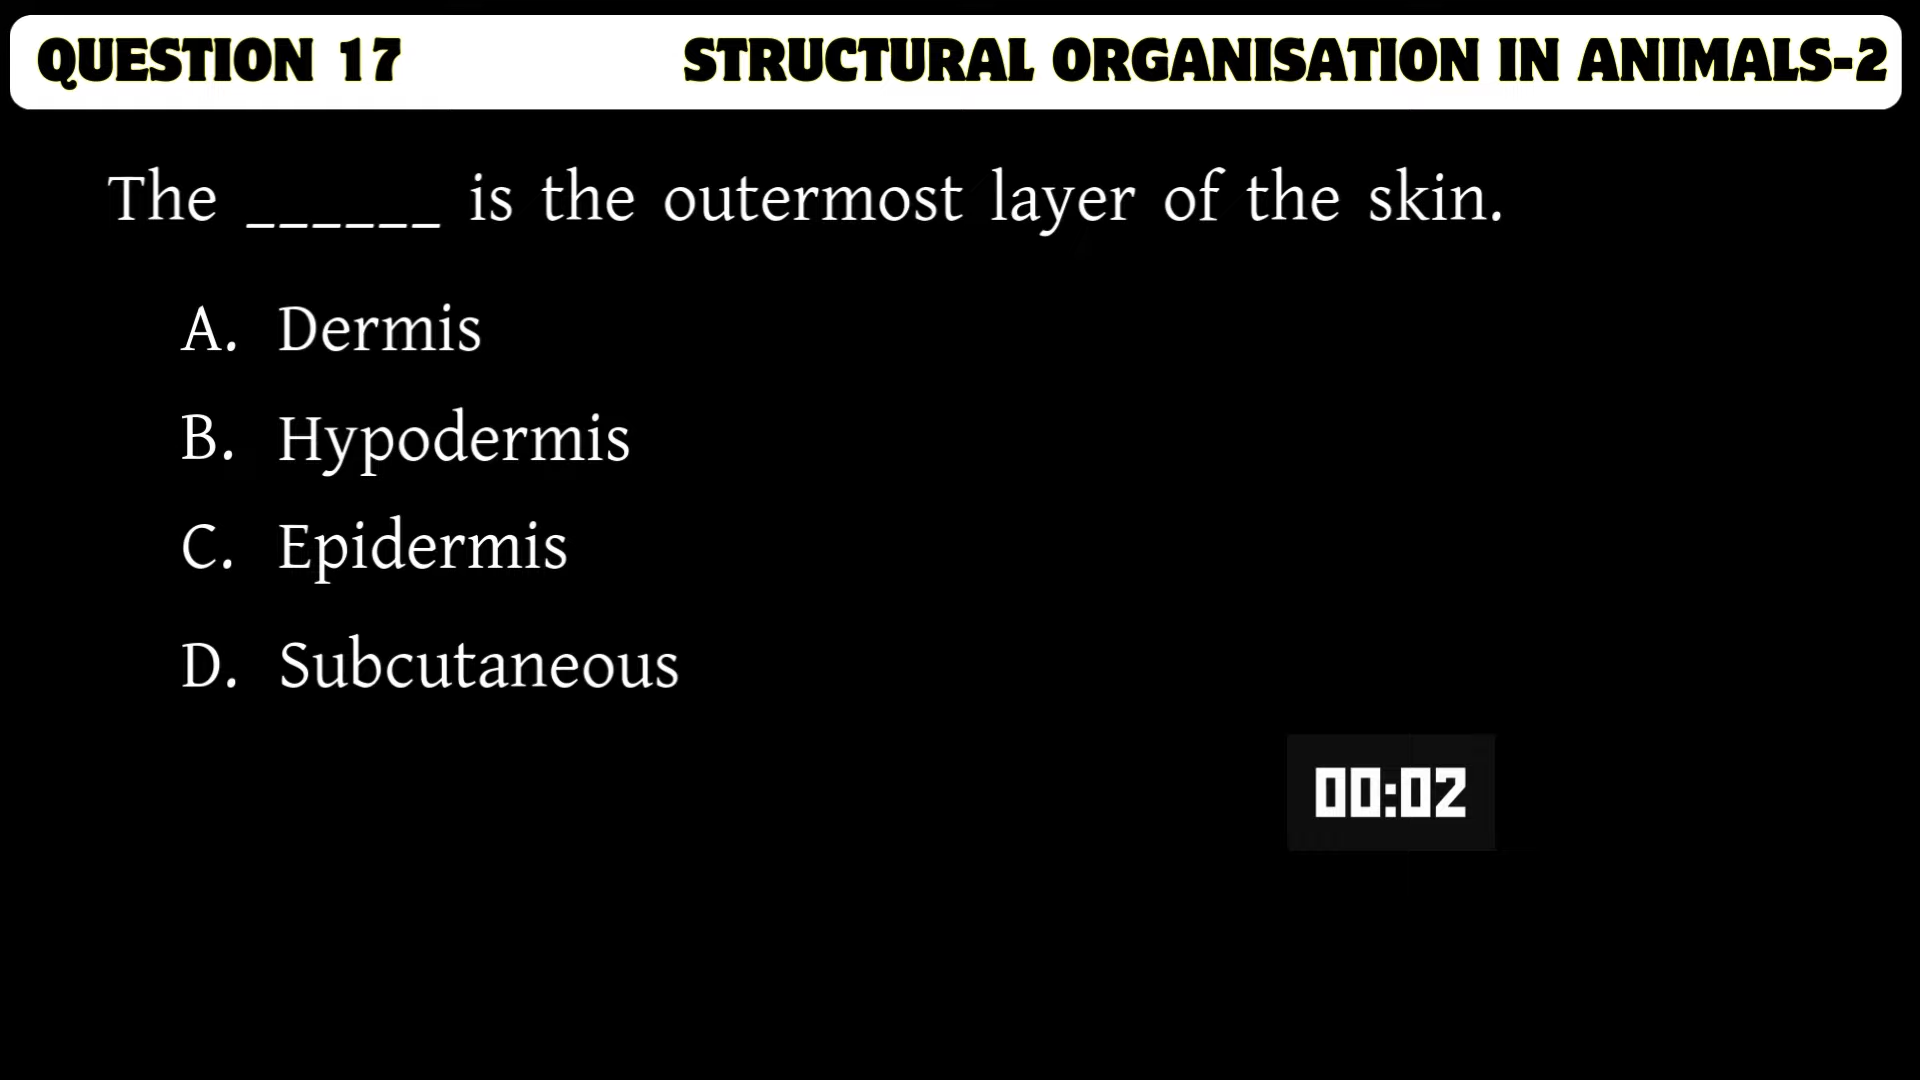 QUESTION 17 STRUCTURAL ORGANISATION IN ANIMALS-2
The ______ is the outermost layer of the skin.
A. Dermis
B. Hypodermis
C. Epidermis
D. Subcutaneous
00:02